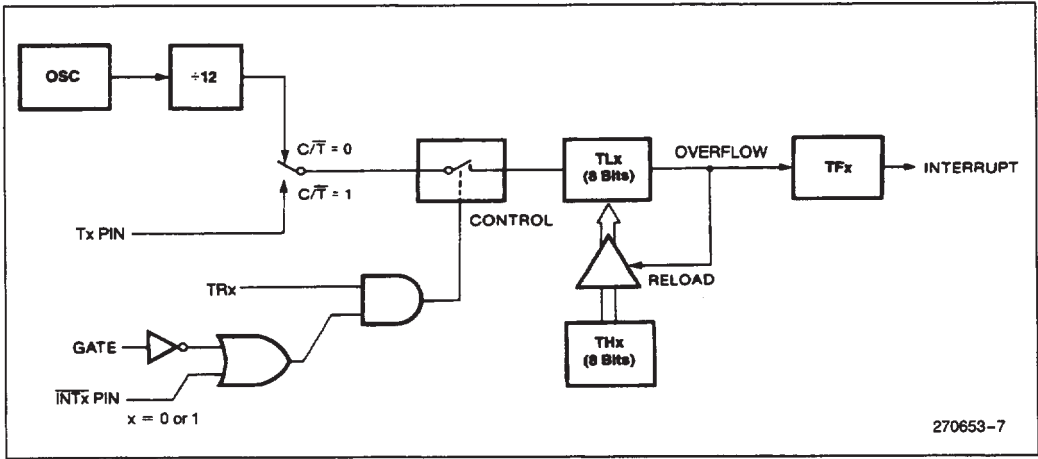 OSC
÷12
C/T̅ = 0
C/T̅ = 1
Tx PIN
CONTROL
TLx
(8 Bits)
OVERFLOW
TFx
INTERRUPT
RELOAD
THx
(8 Bits)
TRx
GATE
I̅N̅T̅x̅ PIN
x = 0 or 1
270653-7